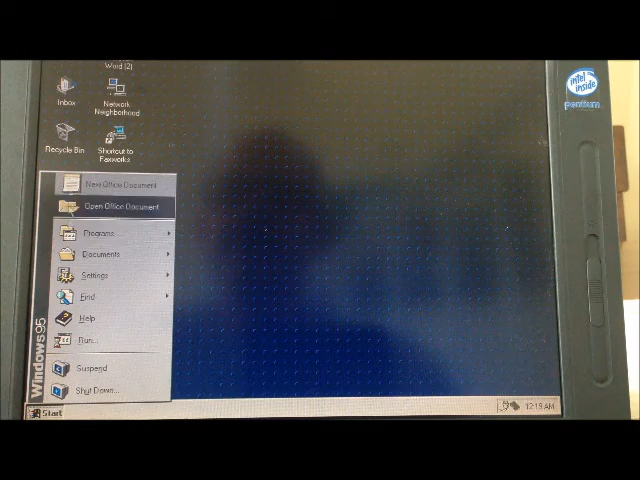 Word (2)
Inbox
Network
Neighborhood
Recycle Bin
Shortcut to
Faxworks
New Office Document
Open Office Document
Programs
Documents
Settings
Find
Help
Run...
Suspend
Shut Down...
Windows95
Start
12:19 AM
intel
inside
pentium